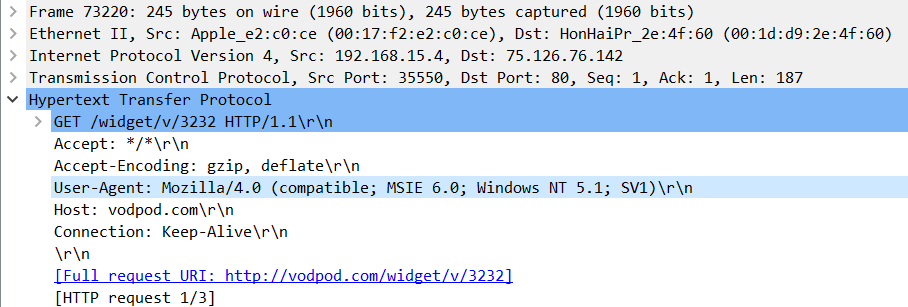 Frame 73220: 245 bytes on wire (1960 bits), 245 bytes captured (1960 bits)
Ethernet II, Src: Apple_e2:c0:ce (00:17:f2:e2:c0:ce), Dst: HonHaiPr_2e:4f:60 (00:1d:d9:2e:4f:60)
Internet Protocol Version 4, Src: 192.168.15.4, Dst: 75.126.76.142
Transmission Control Protocol, Src Port: 35550, Dst Port: 80, Seq: 1, Ack: 1, Len: 187
Hypertext Transfer Protocol
GET /widget/v/3232 HTTP/1.1\r\n
Accept: */*\r\n
Accept-Encoding: gzip, deflate\r\n
User-Agent: Mozilla/4.0 (compatible; MSIE 6.0; Windows NT 5.1; SV1)\r\n
Host: vodpod.com\r\n
Connection: Keep-Alive\r\n
\r\n
[Full request URI: http://vodpod.com/widget/v/3232]
[HTTP request 1/3]